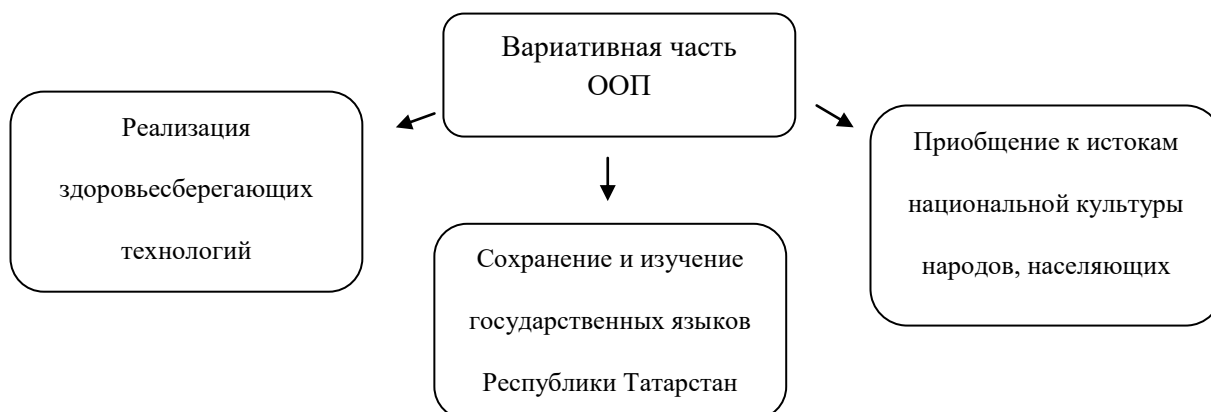 Вариативная часть
ООП
Реализация
здоровьесберегающих
технологий
Сохранение и изучение
государственных языков
Республики Татарстан
Приобщение к истокам
национальной культуры
народов, населяющих